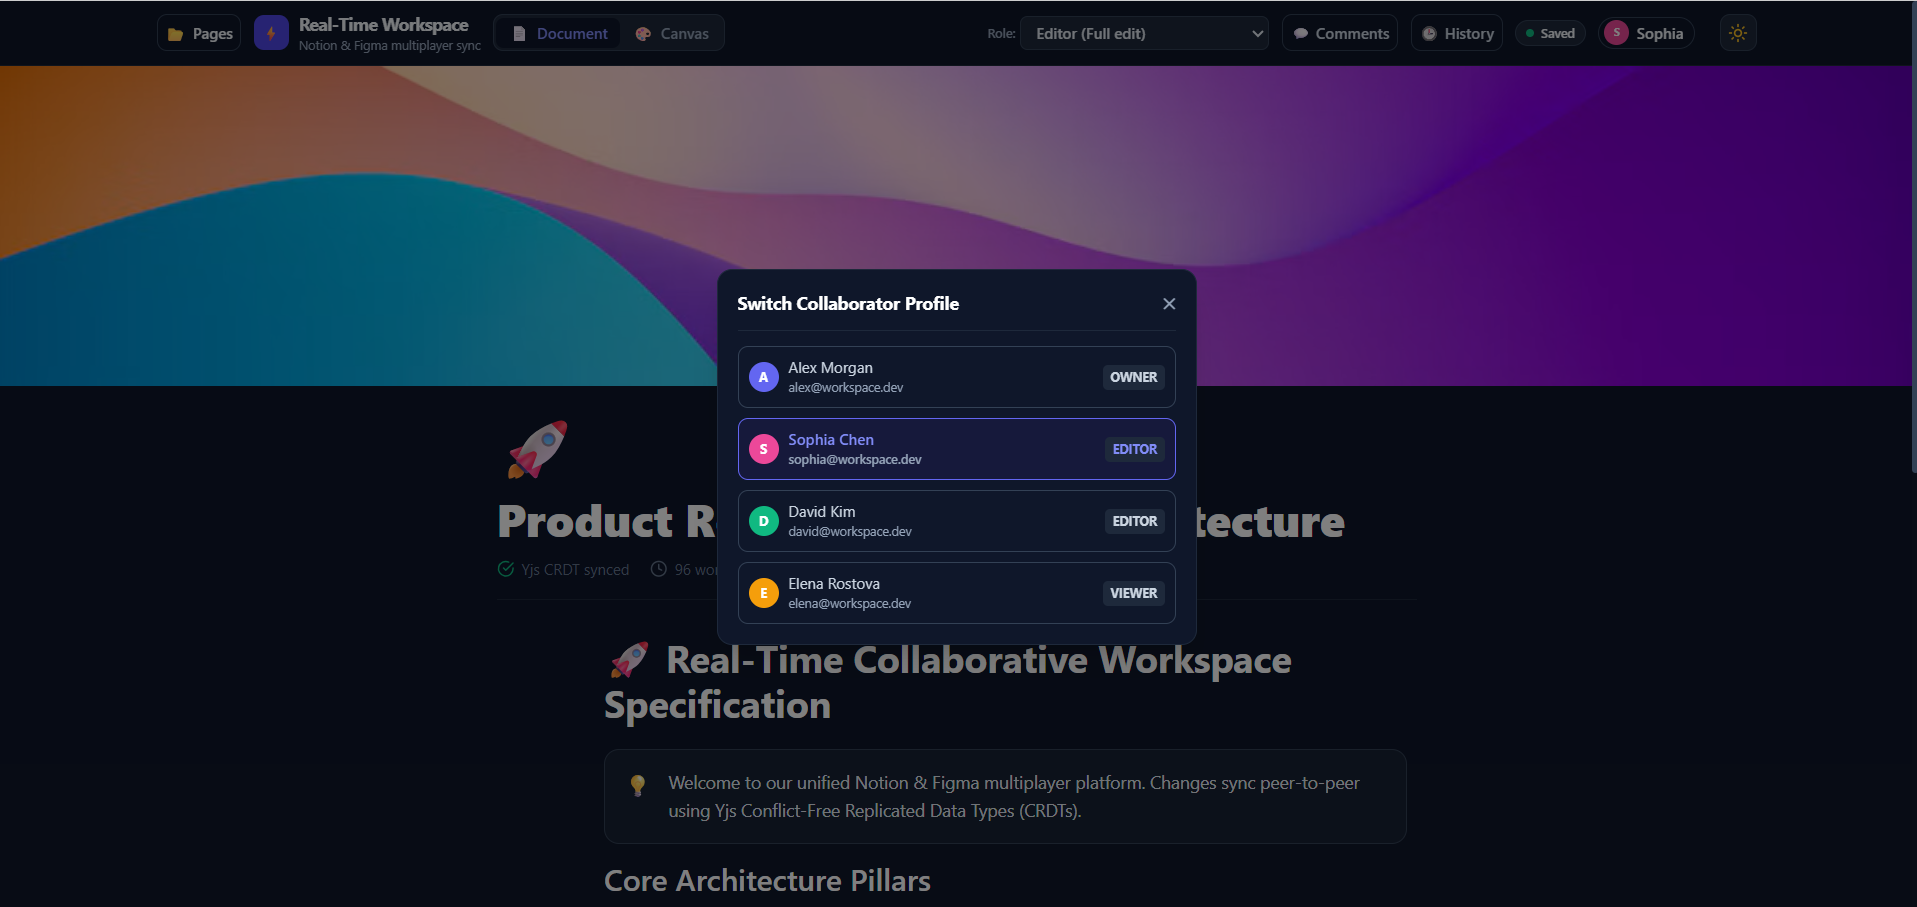 Pages
Real-Time Workspace
Notion & Figma multiplayer sync
Document
Canvas
Role:
Editor (Full edit)
Comments
History
Saved
S
Sophia
Switch Collaborator Profile
A
Alex Morgan
alex@workspace.dev
OWNER
S
Sophia Chen
sophia@workspace.dev
EDITOR
D
David Kim
david@workspace.dev
EDITOR
E
Elena Rostova
elena@workspace.dev
VIEWER
Product R
tecture
Yjs CRDT synced
96 wor
Real-Time Collaborative Workspace
Specification
Welcome to our unified Notion & Figma multiplayer platform. Changes sync peer-to-peer
using Yjs Conflict-Free Replicated Data Types (CRDTs).
Core Architecture Pillars